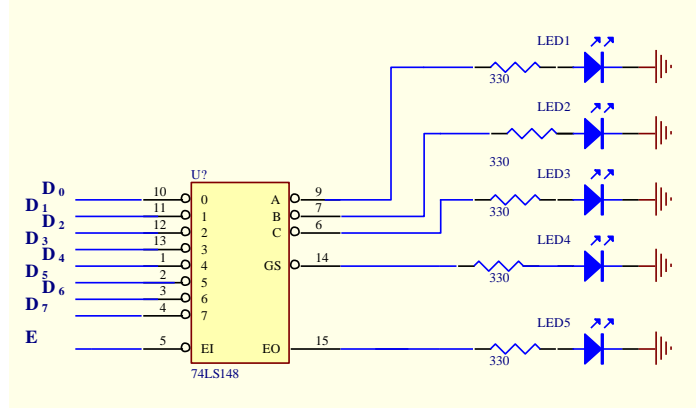 LED1
330
LED2
330
U?
LED3
330
D0 10 0 A 9
D1 11 1 B 7
D2 12 2 C 6
D3 13 3
LED4
D4 1 4 GS 14
330
D5 2 5
D6 3 6
D7 4 7
LED5
E 5 EI EO 15
330
74LS148